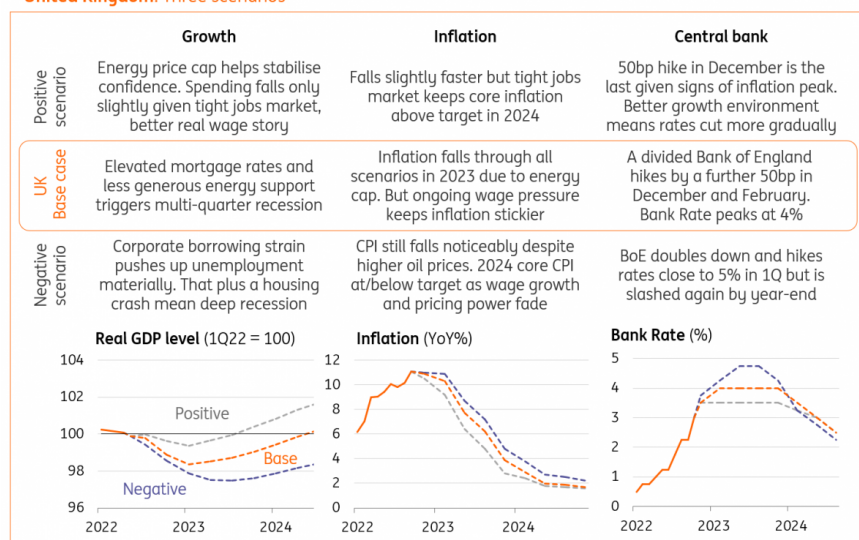 United Kingdom: Three scenarios
Growth
Inflation
Central bank
Positive
scenario
Energy price cap helps stabilise
confidence. Spending falls only
slightly given tight jobs market,
better real wage story
Falls slightly faster but tight jobs
market keeps core inflation
above target in 2024
50bp hike in December is the
last given signs of inflation peak.
Better growth environment
means rates cut more gradually
UK
Base case
Elevated mortgage rates and
less generous energy support
triggers multi-quarter recession
Inflation falls through all
scenarios in 2023 due to energy
cap. But ongoing wage pressure
keeps inflation stickier
A divided Bank of England
hikes by a further 50bp in
December and February.
Bank Rate peaks at 4%
Negative
scenario
Corporate borrowing strain
pushes up unemployment
materially. That plus a housing
crash mean deep recession
CPI still falls noticeably despite
higher oil prices. 2024 core CPI
at/below target as wage growth
and pricing power fade
BoE doubles down and hikes
rates close to 5% in 1Q but is
slashed again by year-end
Real GDP level (1Q22 = 100)
104
102
100
98
96
Positive
Base
Negative
2022 2023 2024
Inflation (YoY%)
12
10
8
6
4
2
0
2022 2023 2024
Bank Rate (%)
5
4
3
2
1
0
2022 2023 2024